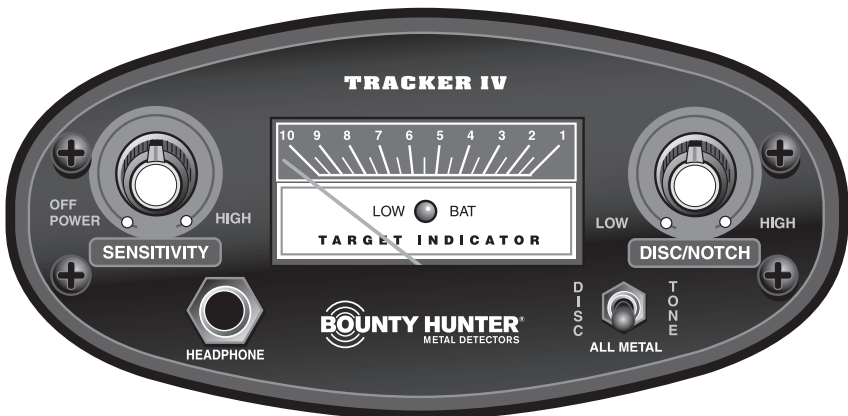 TRACKER IV
10 9 8 7 6 5 4 3 2 1
OFF
POWER
HIGH
SENSITIVITY
LOW BAT
TARGET INDICATOR
LOW
HIGH
DISC/NOTCH
HEADPHONE
BOUNTY HUNTER®
METAL DETECTORS
DISC
TONE
ALL METAL